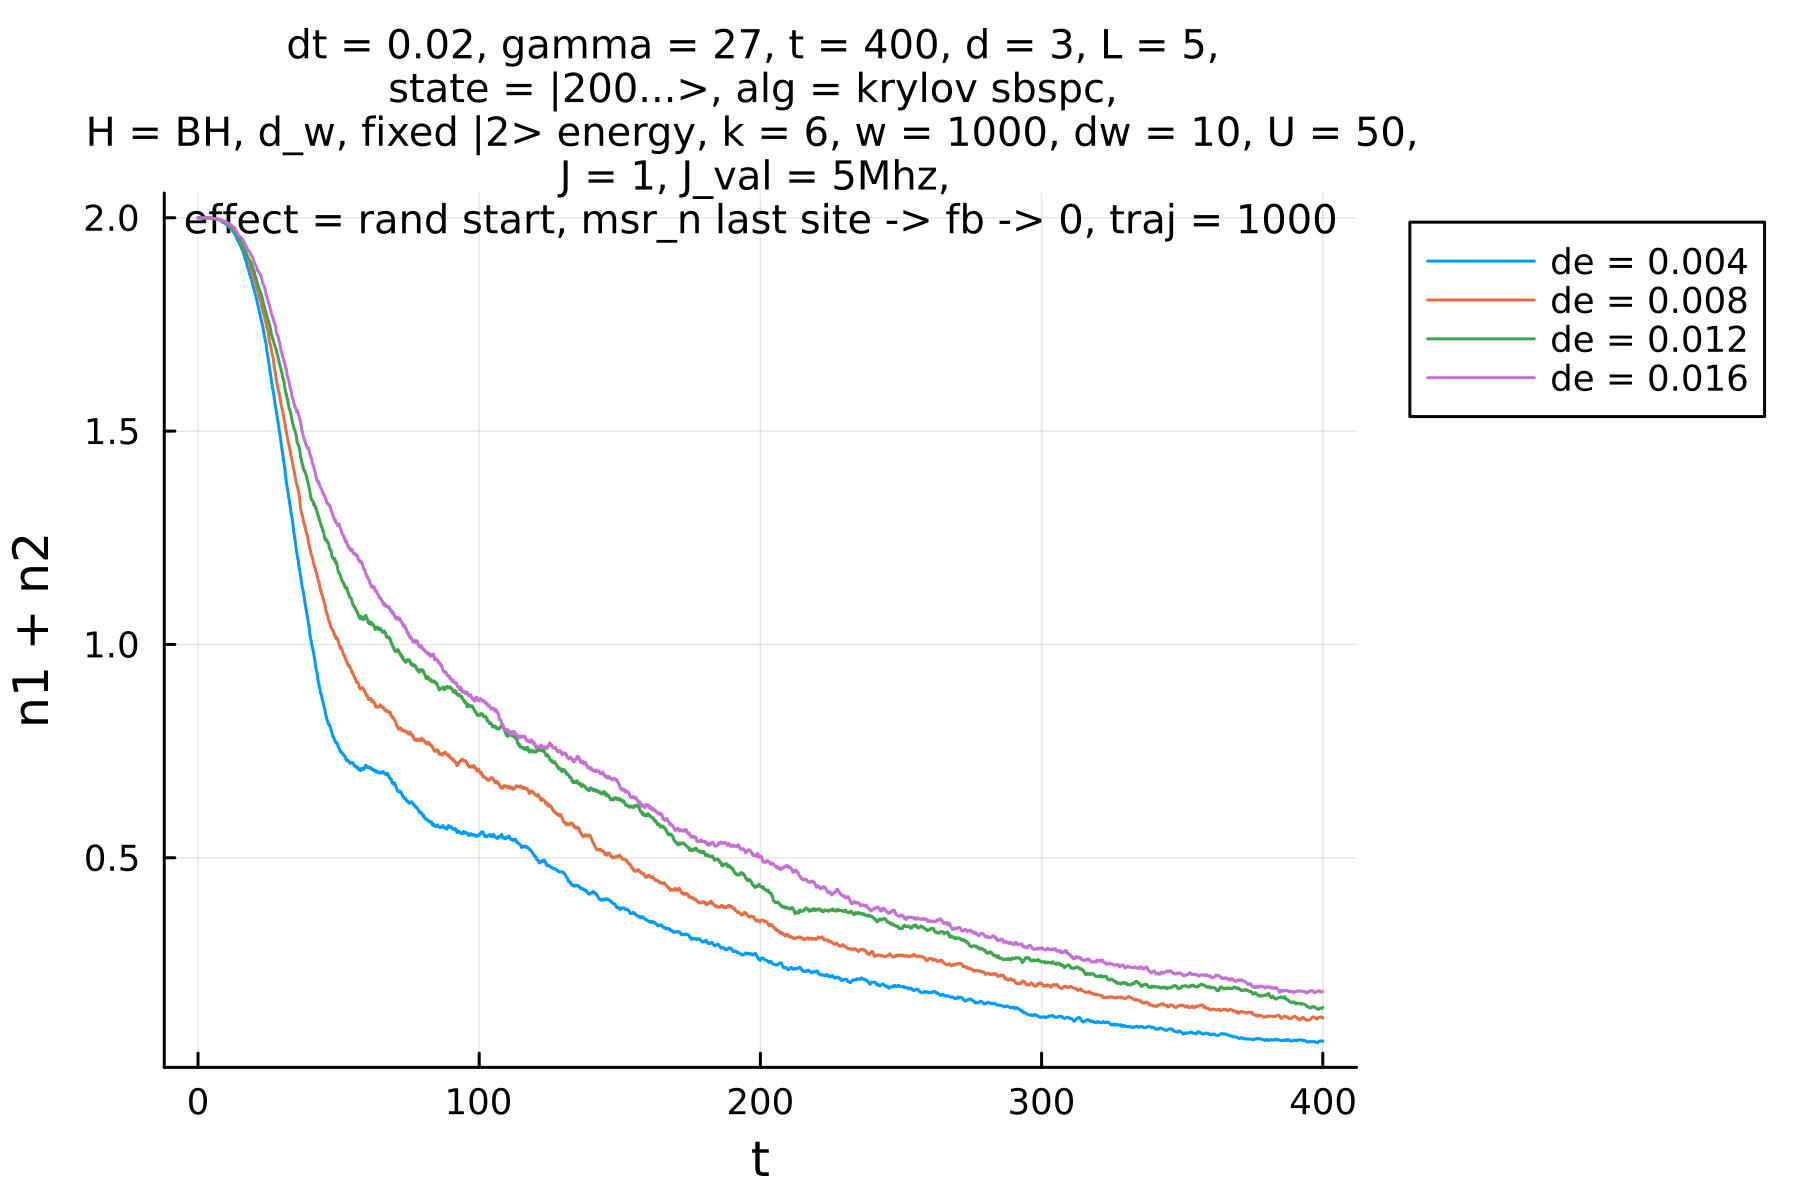 dt = 0.02, gamma = 27, t = 400, d = 3, L = 5,
state = |200...>, alg = krylov sbspc,
H = BH, d_w, fixed |2> energy, k = 6, w = 1000, dw = 10, U = 50,
J = 1, J_val = 5Mhz,
effect = rand start, msr_n last site -> fb -> 0, traj = 1000
2.0
1.5
1.0
0.5
n1 + n2
0 100 200 300 400
t
de = 0.004
de = 0.008
de = 0.012
de = 0.016